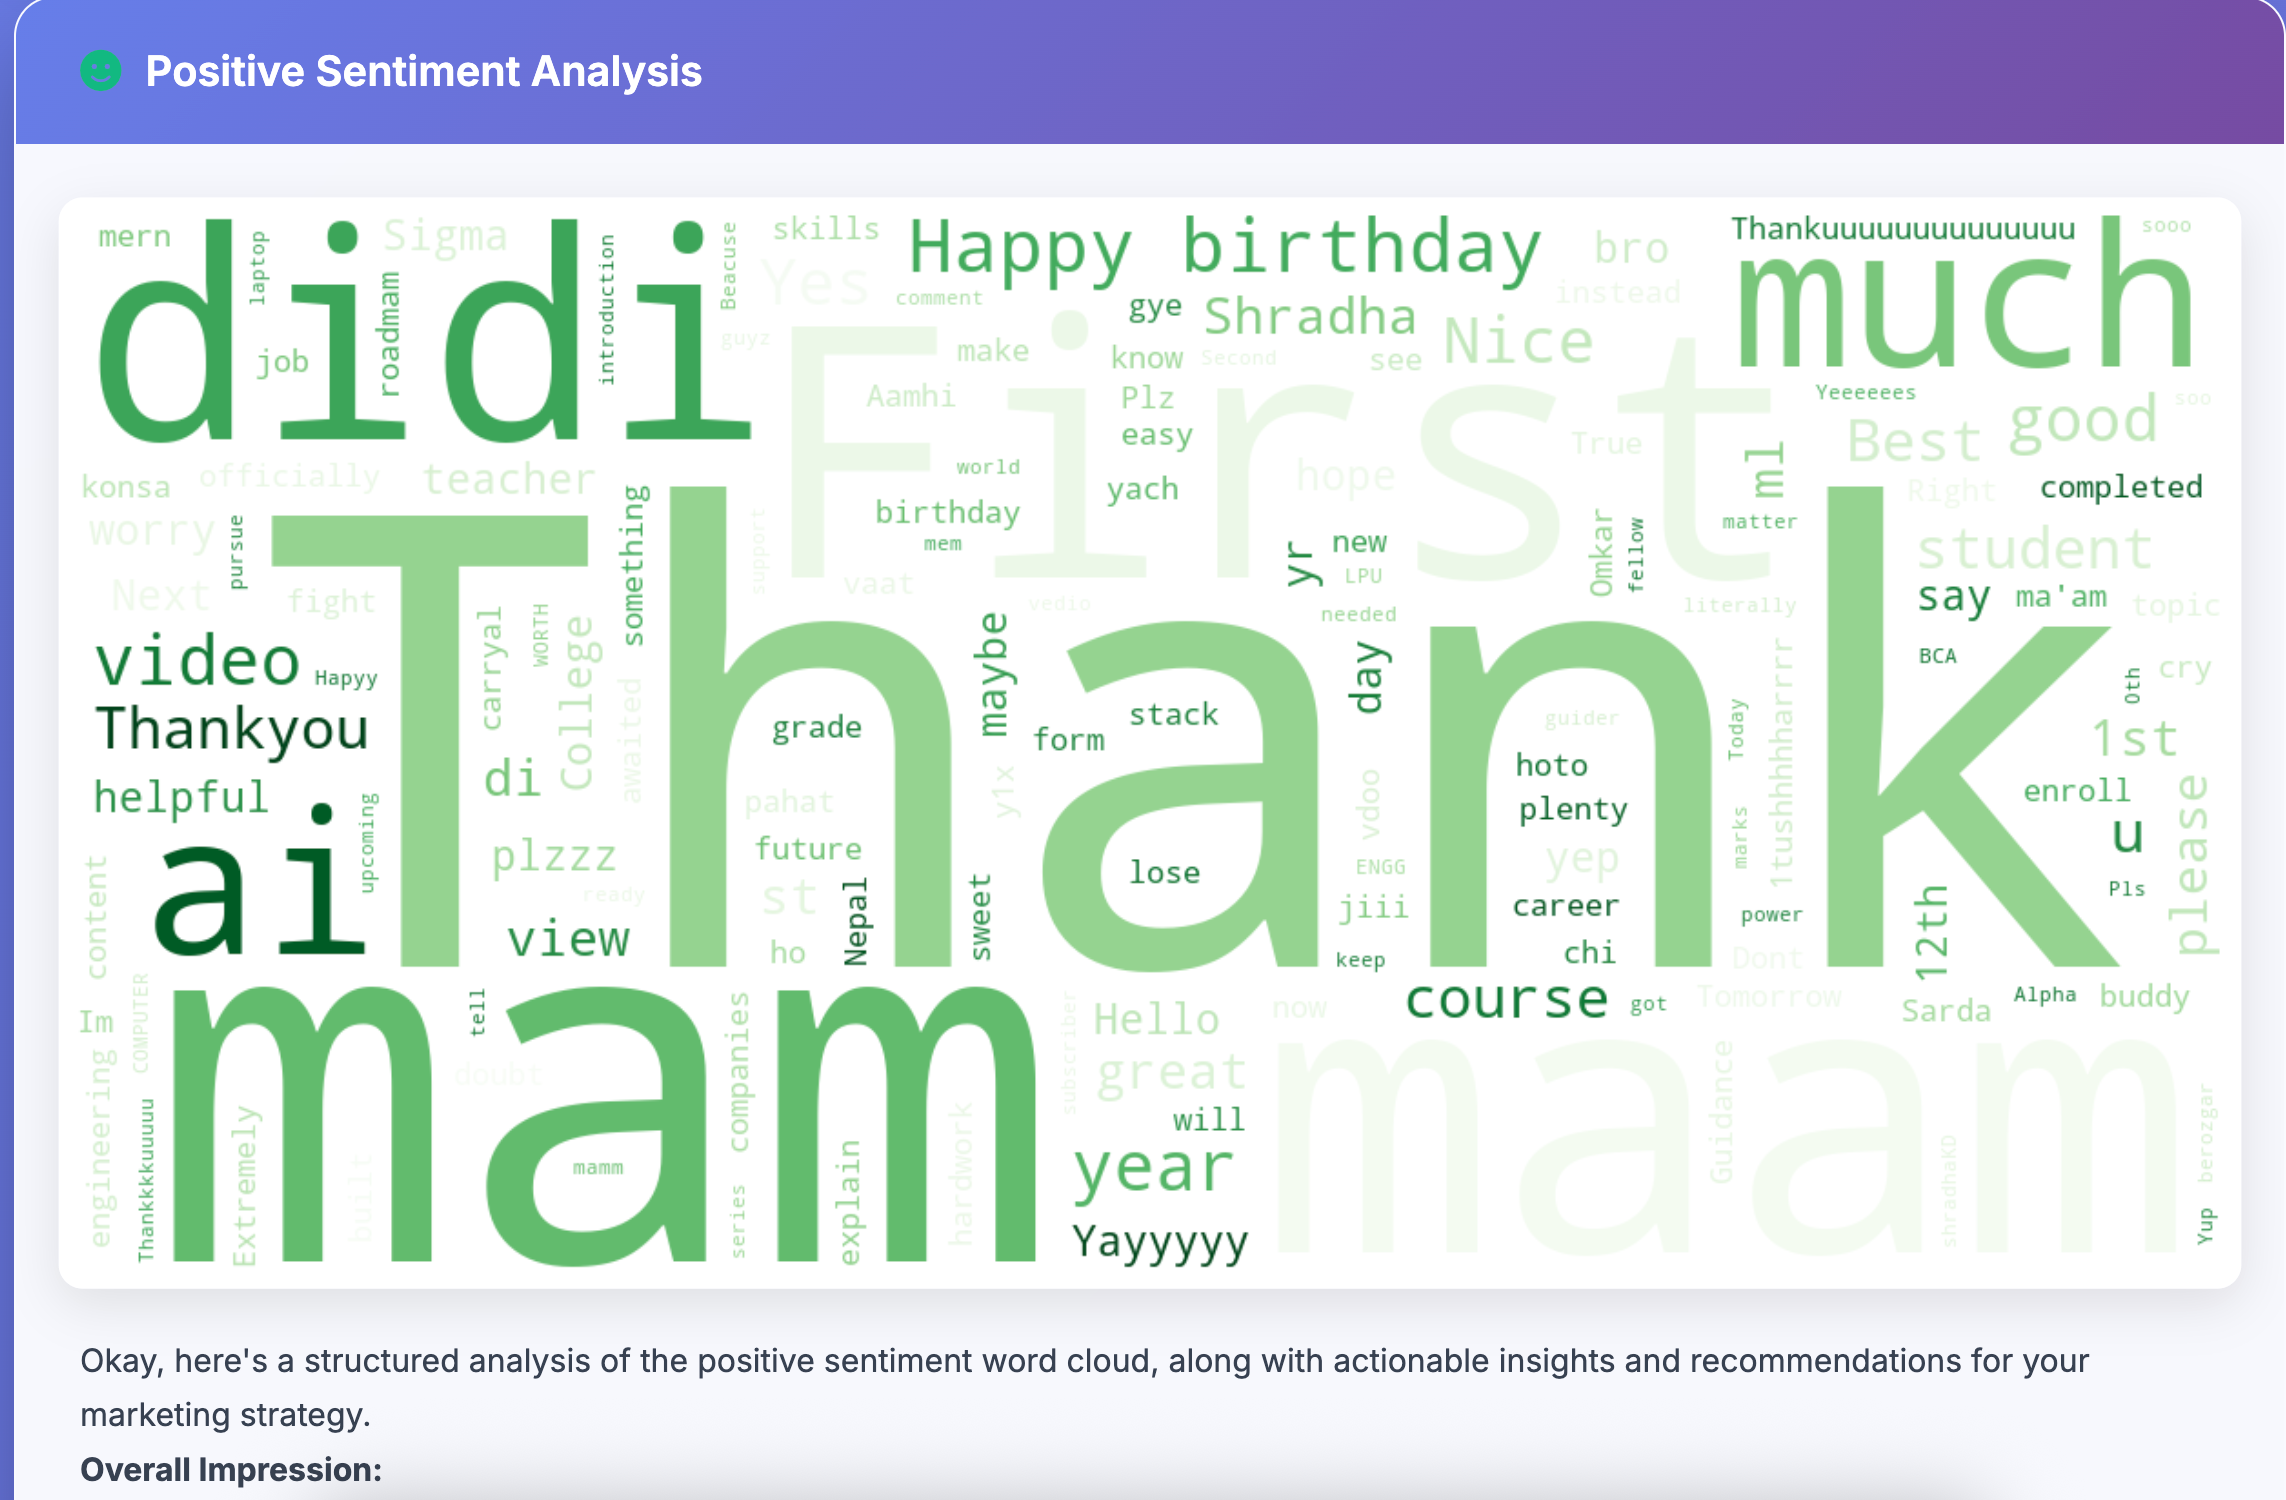 Positive Sentiment Analysis
mern
laptop
Sigma
didi
job
roadmam
introduction
Beacuse
skills
Happy birthday
bro
Thankuuuuuuuuuuuuuu
sooo
much
Yes
comment
gye
Shradha
instead
guyz
First
make
know
Second
see
Nice
Aamhi
Plz
easy
Yeeeeees
soo
good
Best
True
ml
konsa
officially
teacher
something
world
yach
hope
Right
completed
worry
pursue
birthday
mem
support
new
yr
LPU
Omkar
fellow
matter
student
Next
fight
vaat
vedio
needed
literally
say
ma'am
topic
Thank
video
Hapyy
carryal
WORTH
College
awaited
maybe
day
BCA
0th
cry
Thankyou
grade
form
stack
guider
Today
1tushhhhharrrr
1st
helpful
di
y1x
vdoo
hoto
plenty
enroll
ai
upcoming
pahat
future
plzzz
ready
st
lose
ENGG
yep
marks
u
please
Pls
content
view
ho
Nepal
sweet
jiii
keep
career
chi
power
Dont
12th
mam
COMPUTER
Im
tell
companies
subscriber
Hello
now
course
got
Tomorrow
Sarda
Alpha
buddy
doubt
great
maam
Guidance
engineering
Thankkkkuuuuu
Extremely
built
mamm
series
explain
hardwork
will
year
Yayyyyy
shradhaKD
berozgar
Yup
Okay, here's a structured analysis of the positive sentiment word cloud, along with actionable insights and recommendations for your
marketing strategy.
Overall Impression: